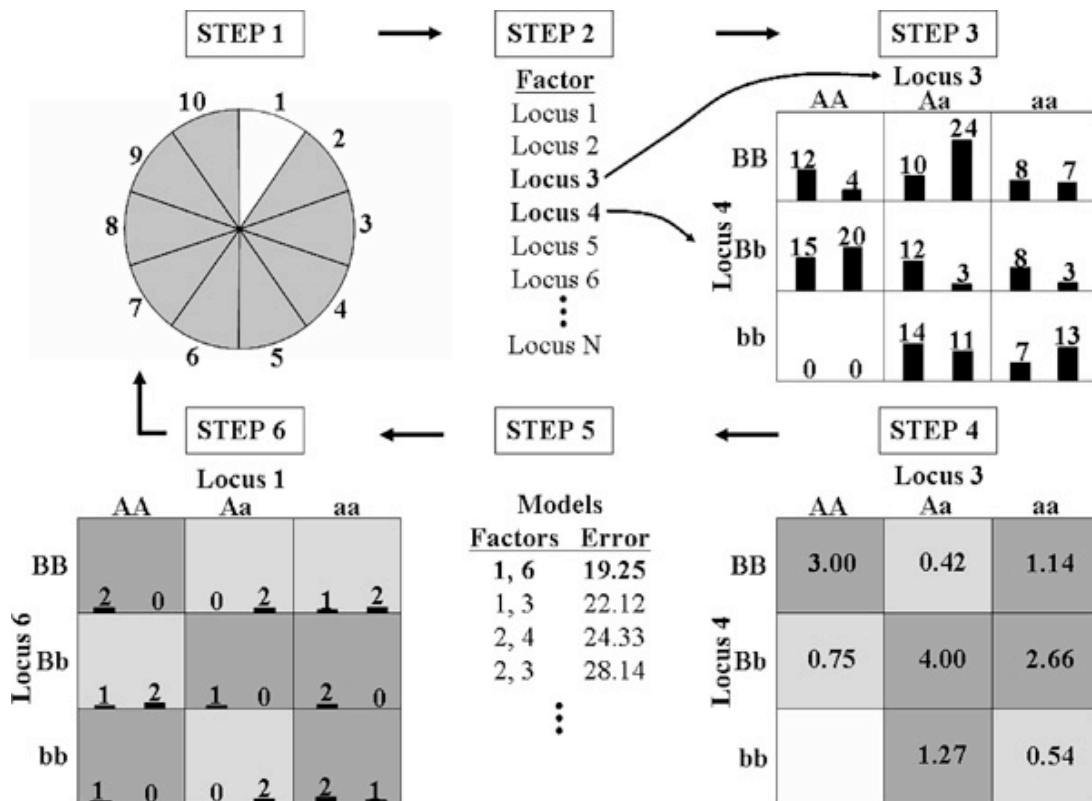 STEP 1
STEP 2
STEP 3
10 1
9 2
8 3
7 4
6 5
Factor
Locus 1
Locus 2
Locus 3
Locus 4
Locus 5
Locus 6
Locus N
Locus 3
AA Aa aa
Locus 4
BB 12 4 10 24 8 7
Bb 15 20 12 3 8 3
bb 0 0 14 11 7 13
STEP 6
STEP 5
STEP 4
Locus 1
AA Aa aa
Locus 6
BB 2 0 0 2 1 2
Bb 1 2 1 0 2 0
bb 1 0 0 2 2 1
Models
Factors Error
1, 6 19.25
1, 3 22.12
2, 4 24.33
2, 3 28.14
Locus 3
AA Aa aa
Locus 4
BB 3.00 0.42 1.14
Bb 0.75 4.00 2.66
bb 1.27 0.54